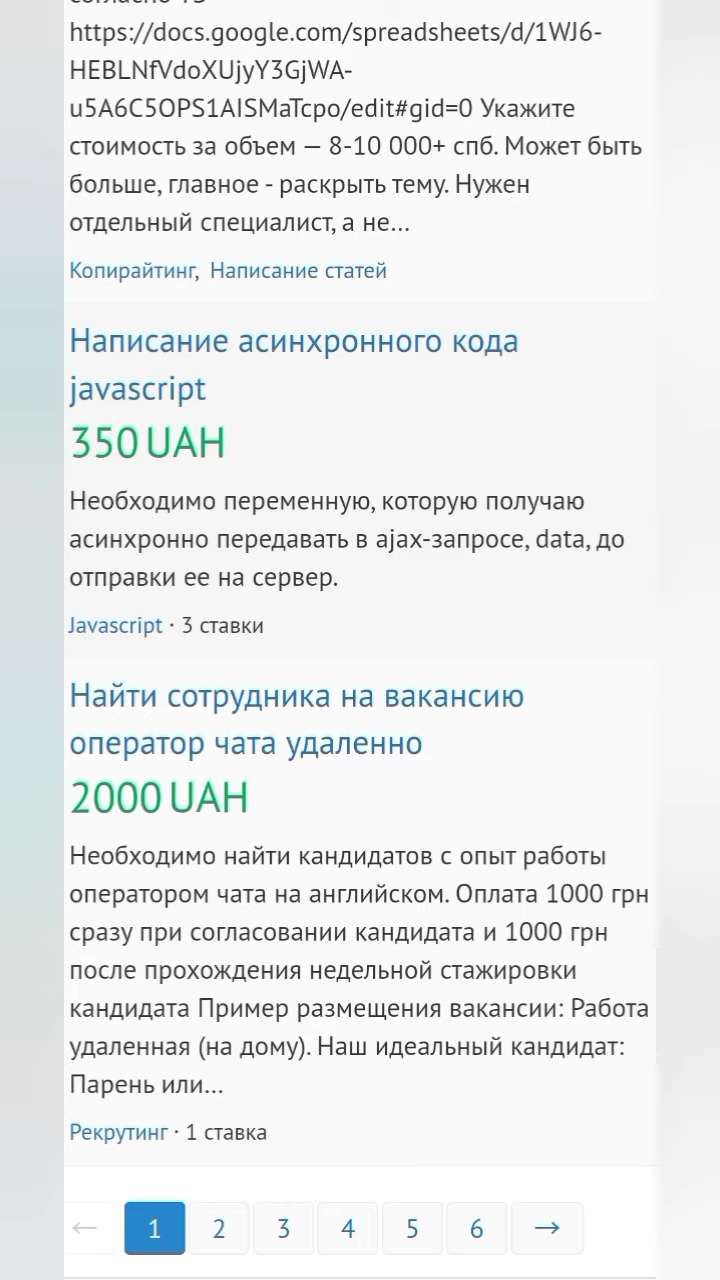 https://docs.google.com/spreadsheets/d/1WJ6-
HEBLNfVdoXUjyY3GjWA-
u5A6C5OPS1AISMaTcpo/edit#gid=0 Укажите
стоимость за объем — 8-10 000+ спб. Может быть
больше, главное - раскрыть тему. Нужен
отдельный специалист, а не...
Копирайтинг, Написание статей
Написание асинхронного кода
javascript
350 UAH
Необходимо переменную, которую получаю
асинхронно передавать в ajax-запросе, data, до
отправки ее на сервер.
Javascript · 3 ставки
Найти сотрудника на вакансию
оператор чата удаленно
2000 UAH
Необходимо найти кандидатов с опыт работы
оператором чата на английском. Оплата 1000 грн
сразу при согласовании кандидата и 1000 грн
после прохождения недельной стажировки
кандидата Пример размещения вакансии: Работа
удаленная (на дому). Наш идеальный кандидат:
Парень или...
Рекрутинг · 1 ставка
← 1 2 3 4 5 6 →